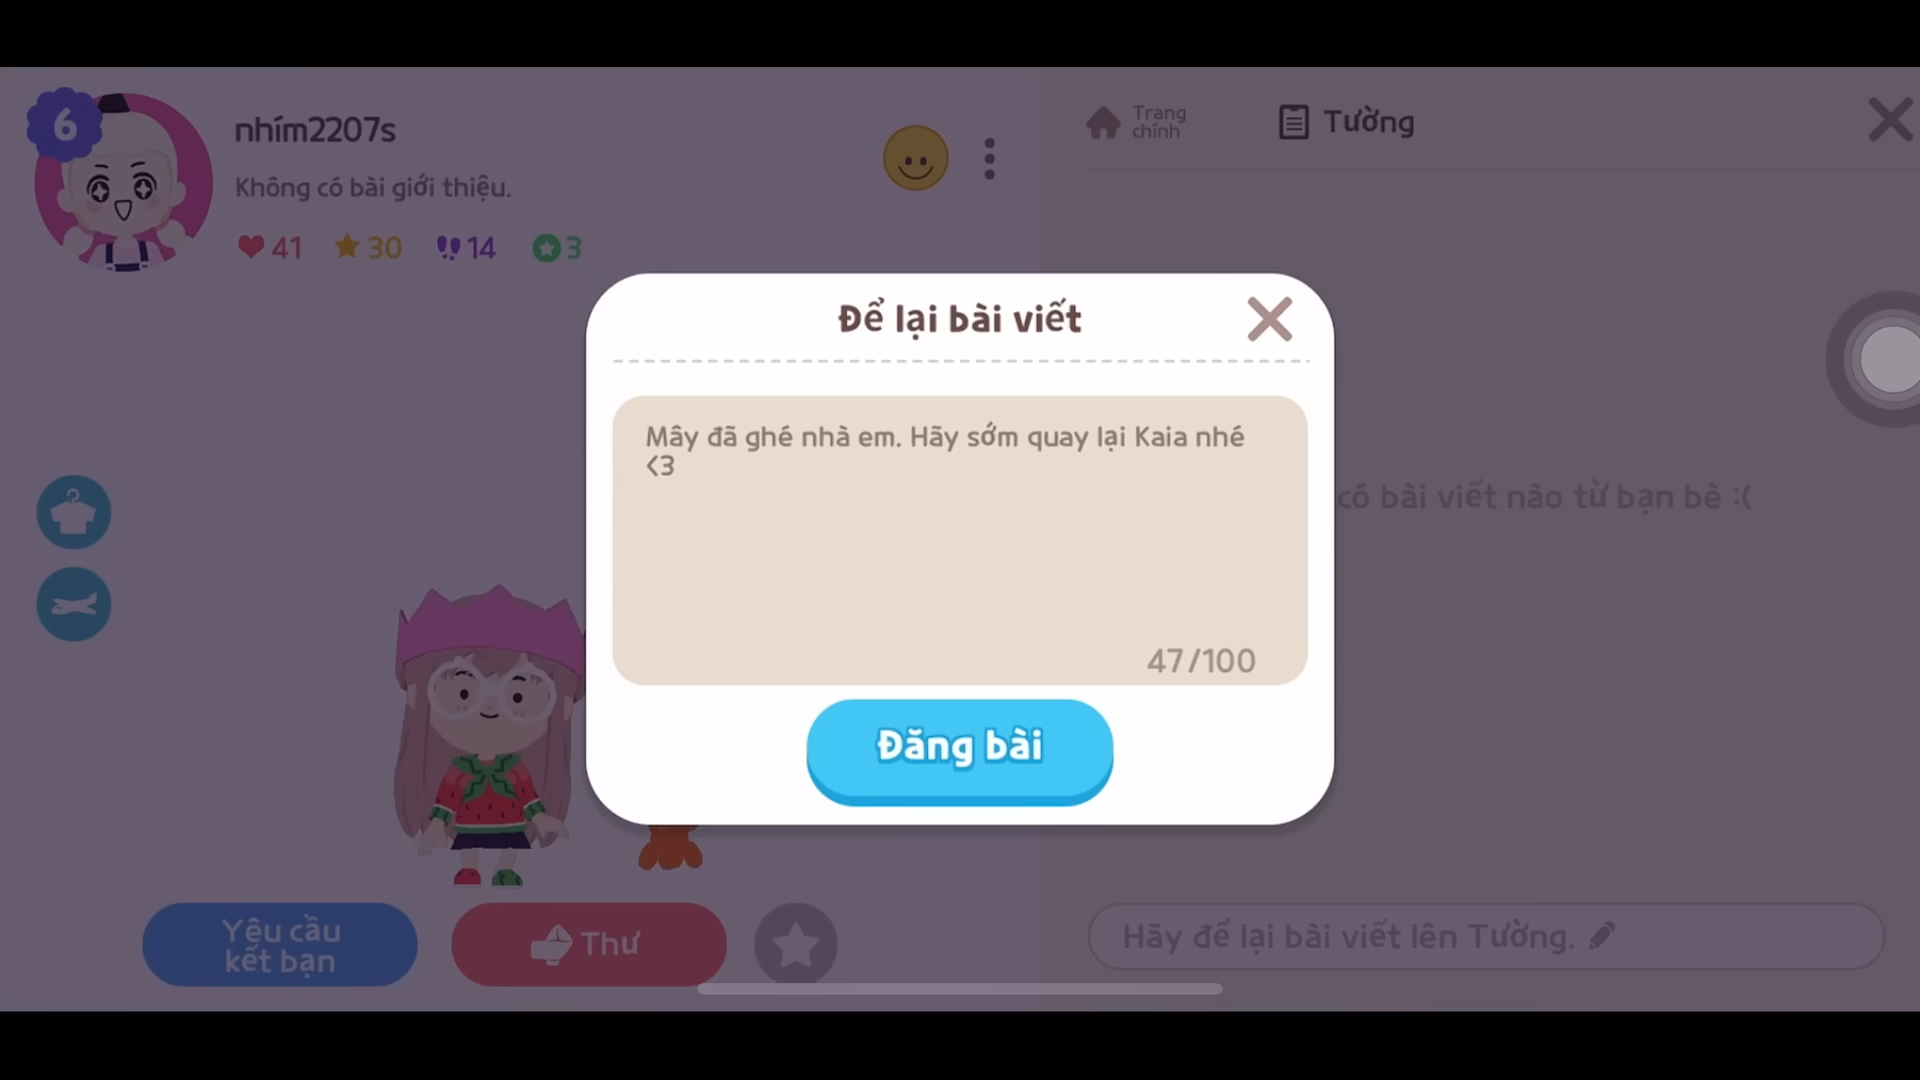 6
nhím2207s
Không có bài giới thiệu.
41
30
14
3
Trang
chính
Tường
Để lại bài viết
Mây đã ghé nhà em. Hãy sớm quay lại Kaia nhé
<3
47/100
Đăng bài
có bài viết nào từ bạn bè :(
Yêu cầu
kết bạn
Thư
Hãy để lại bài viết lên Tường.